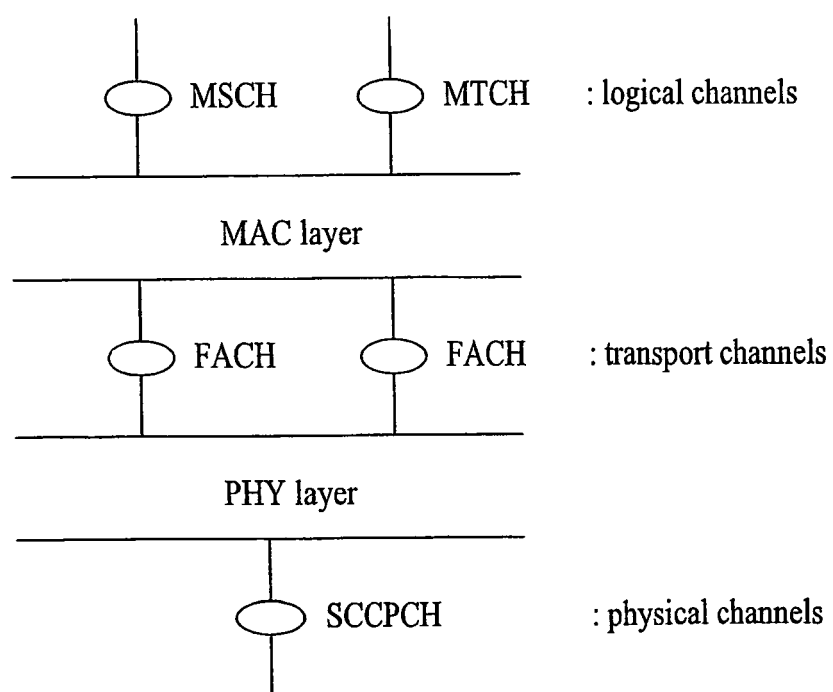 MSCH MTCH : logical channels
MAC layer
FACH FACH : transport channels
PHY layer
SCCPCH : physical channels